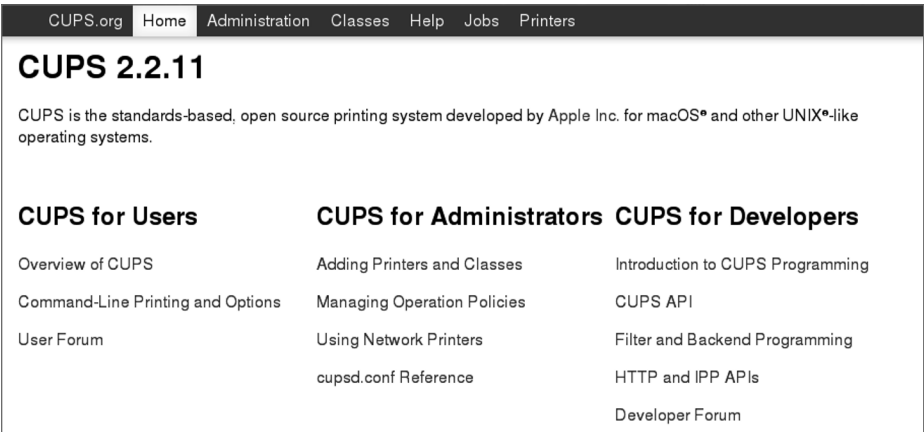 CUPS.org Home Administration Classes Help Jobs Printers
CUPS 2.2.11
CUPS is the standards-based, open source printing system developed by Apple Inc. for macOS® and other UNIX®-like
operating systems.
CUPS for Users
Overview of CUPS
Command-Line Printing and Options
User Forum
CUPS for Administrators
Adding Printers and Classes
Managing Operation Policies
Using Network Printers
cupsd.conf Reference
CUPS for Developers
Introduction to CUPS Programming
CUPS API
Filter and Backend Programming
HTTP and IPP APIs
Developer Forum